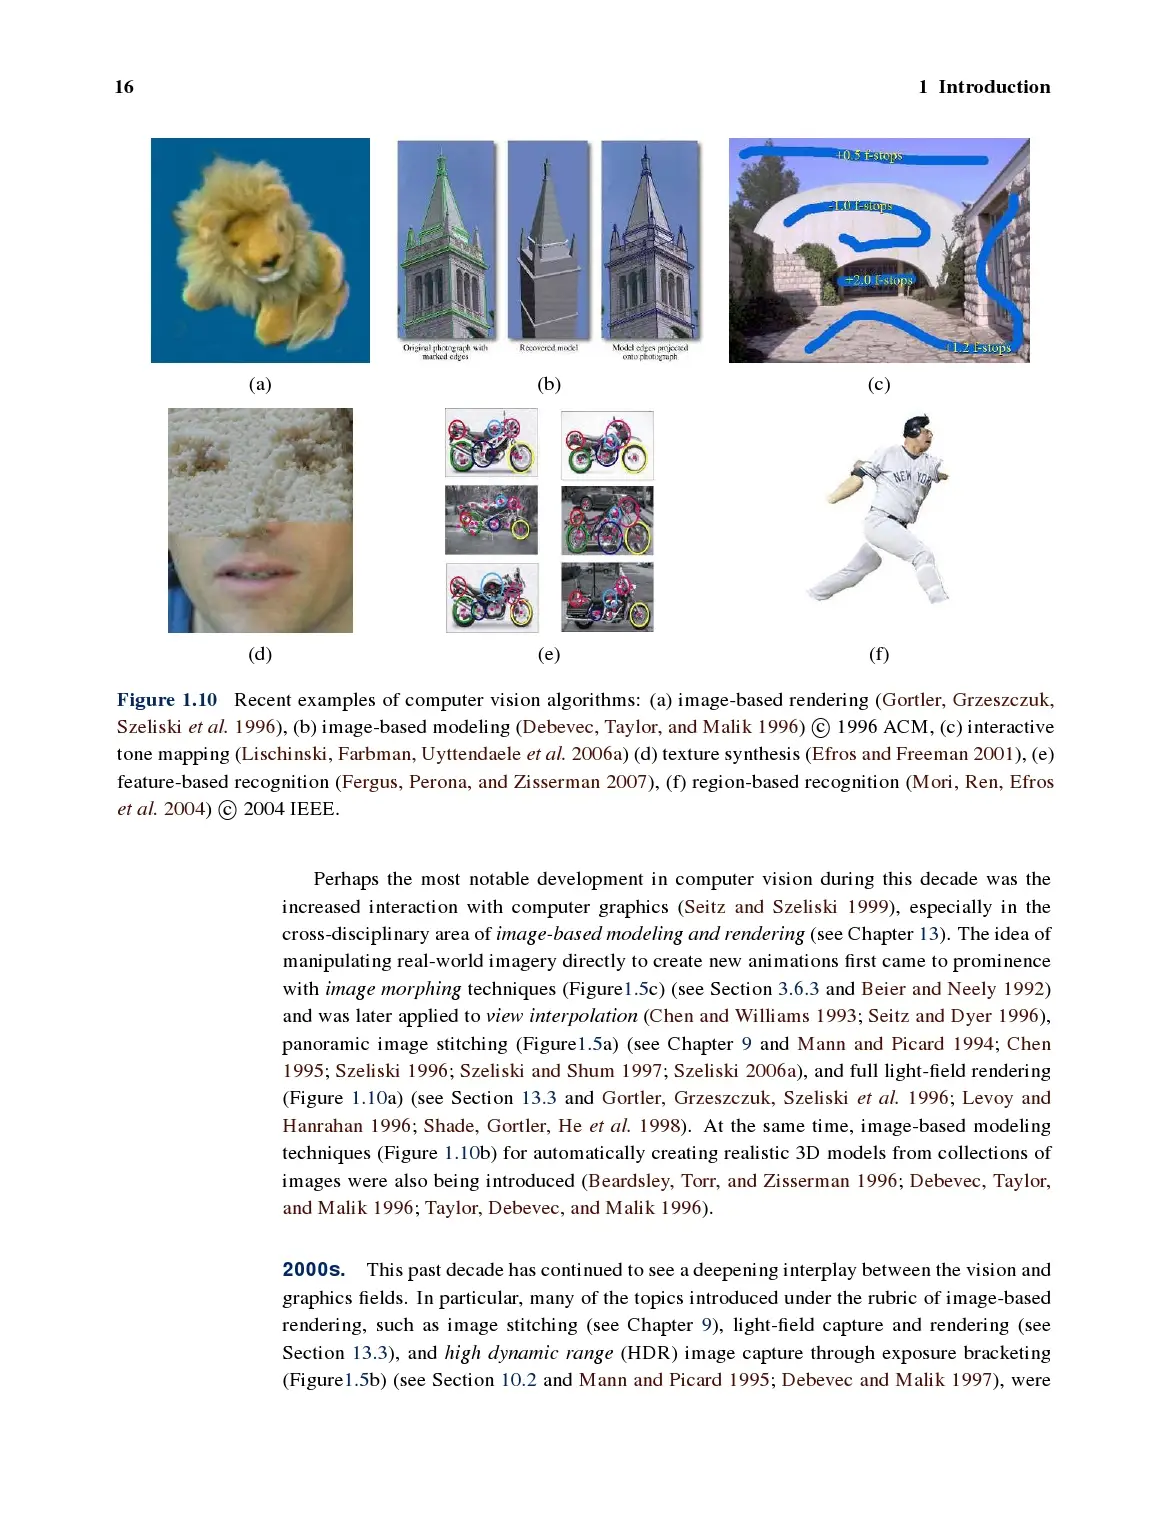 16
1 Introduction
+0.5 f-stops
-1.0 f-stops
+2.0 f-stops
+1.2 f-stops
Original photograph with
marked edges
Recovered model
Model edges projected
onto photograph
(a)
(b)
(c)
NEW YORK
(d)
(e)
(f)
Figure 1.10 Recent examples of computer vision algorithms: (a) image-based rendering (Gortler, Grzeszczuk,
Szeliski et al. 1996), (b) image-based modeling (Debevec, Taylor, and Malik 1996) © 1996 ACM, (c) interactive
tone mapping (Lischinski, Farbman, Uyttendaele et al. 2006a) (d) texture synthesis (Efros and Freeman 2001), (e)
feature-based recognition (Fergus, Perona, and Zisserman 2007), (f) region-based recognition (Mori, Ren, Efros
et al. 2004) © 2004 IEEE.
Perhaps the most notable development in computer vision during this decade was the
increased interaction with computer graphics (Seitz and Szeliski 1999), especially in the
cross-disciplinary area of image-based modeling and rendering (see Chapter 13). The idea of
manipulating real-world imagery directly to create new animations first came to prominence
with image morphing techniques (Figure1.5c) (see Section 3.6.3 and Beier and Neely 1992)
and was later applied to view interpolation (Chen and Williams 1993; Seitz and Dyer 1996),
panoramic image stitching (Figure1.5a) (see Chapter 9 and Mann and Picard 1994; Chen
1995; Szeliski 1996; Szeliski and Shum 1997; Szeliski 2006a), and full light-field rendering
(Figure 1.10a) (see Section 13.3 and Gortler, Grzeszczuk, Szeliski et al. 1996; Levoy and
Hanrahan 1996; Shade, Gortler, He et al. 1998). At the same time, image-based modeling
techniques (Figure 1.10b) for automatically creating realistic 3D models from collections of
images were also being introduced (Beardsley, Torr, and Zisserman 1996; Debevec, Taylor,
and Malik 1996; Taylor, Debevec, and Malik 1996).
2000s. This past decade has continued to see a deepening interplay between the vision and
graphics fields. In particular, many of the topics introduced under the rubric of image-based
rendering, such as image stitching (see Chapter 9), light-field capture and rendering (see
Section 13.3), and high dynamic range (HDR) image capture through exposure bracketing
(Figure1.5b) (see Section 10.2 and Mann and Picard 1995; Debevec and Malik 1997), were